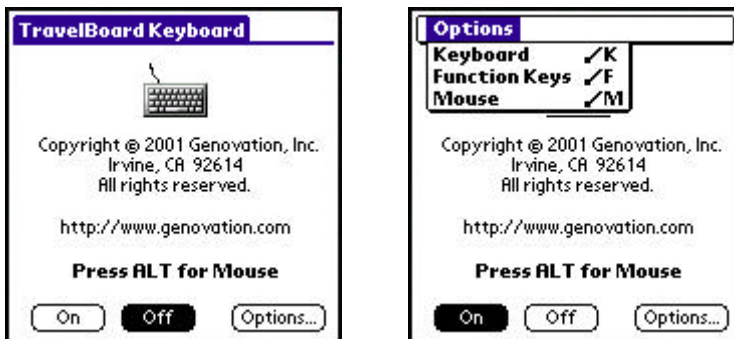 TravelBoard Keyboard
Copyright © 2001 Genovation, Inc.
Irvine, CA 92614
All rights reserved.
http://www.genovation.com
Press ALT for Mouse
On Off Options...
Options
Keyboard /K
Function Keys /F
Mouse /M
Copyright © 2001 Genovation, Inc.
Irvine, CA 92614
All rights reserved.
http://www.genovation.com
Press ALT for Mouse
On Off Options...